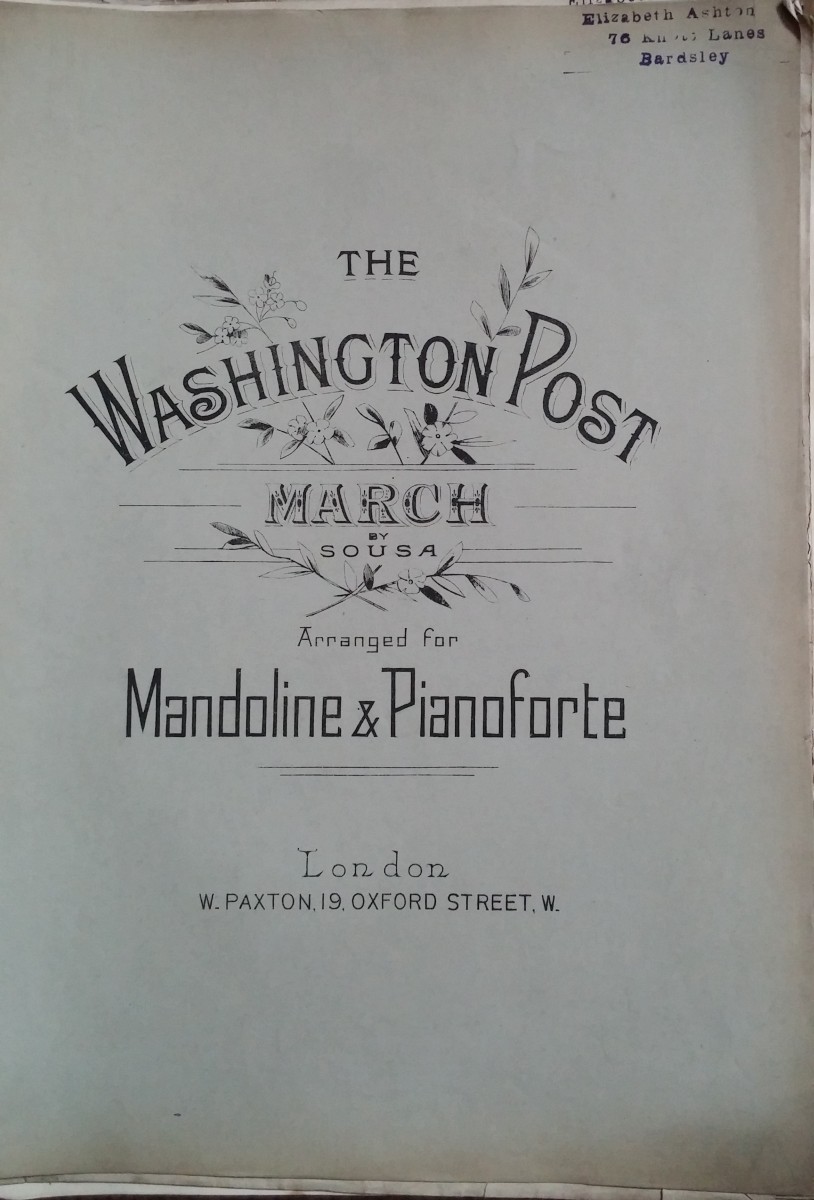 Elizabeth Ashton
76 Lanes
Bardsley
THE
WASHINGTON POST
MARCH
BY
SOUSA
Arranged for
Mandoline & Pianoforte
London
W. PAXTON, 19, OXFORD STREET, W.